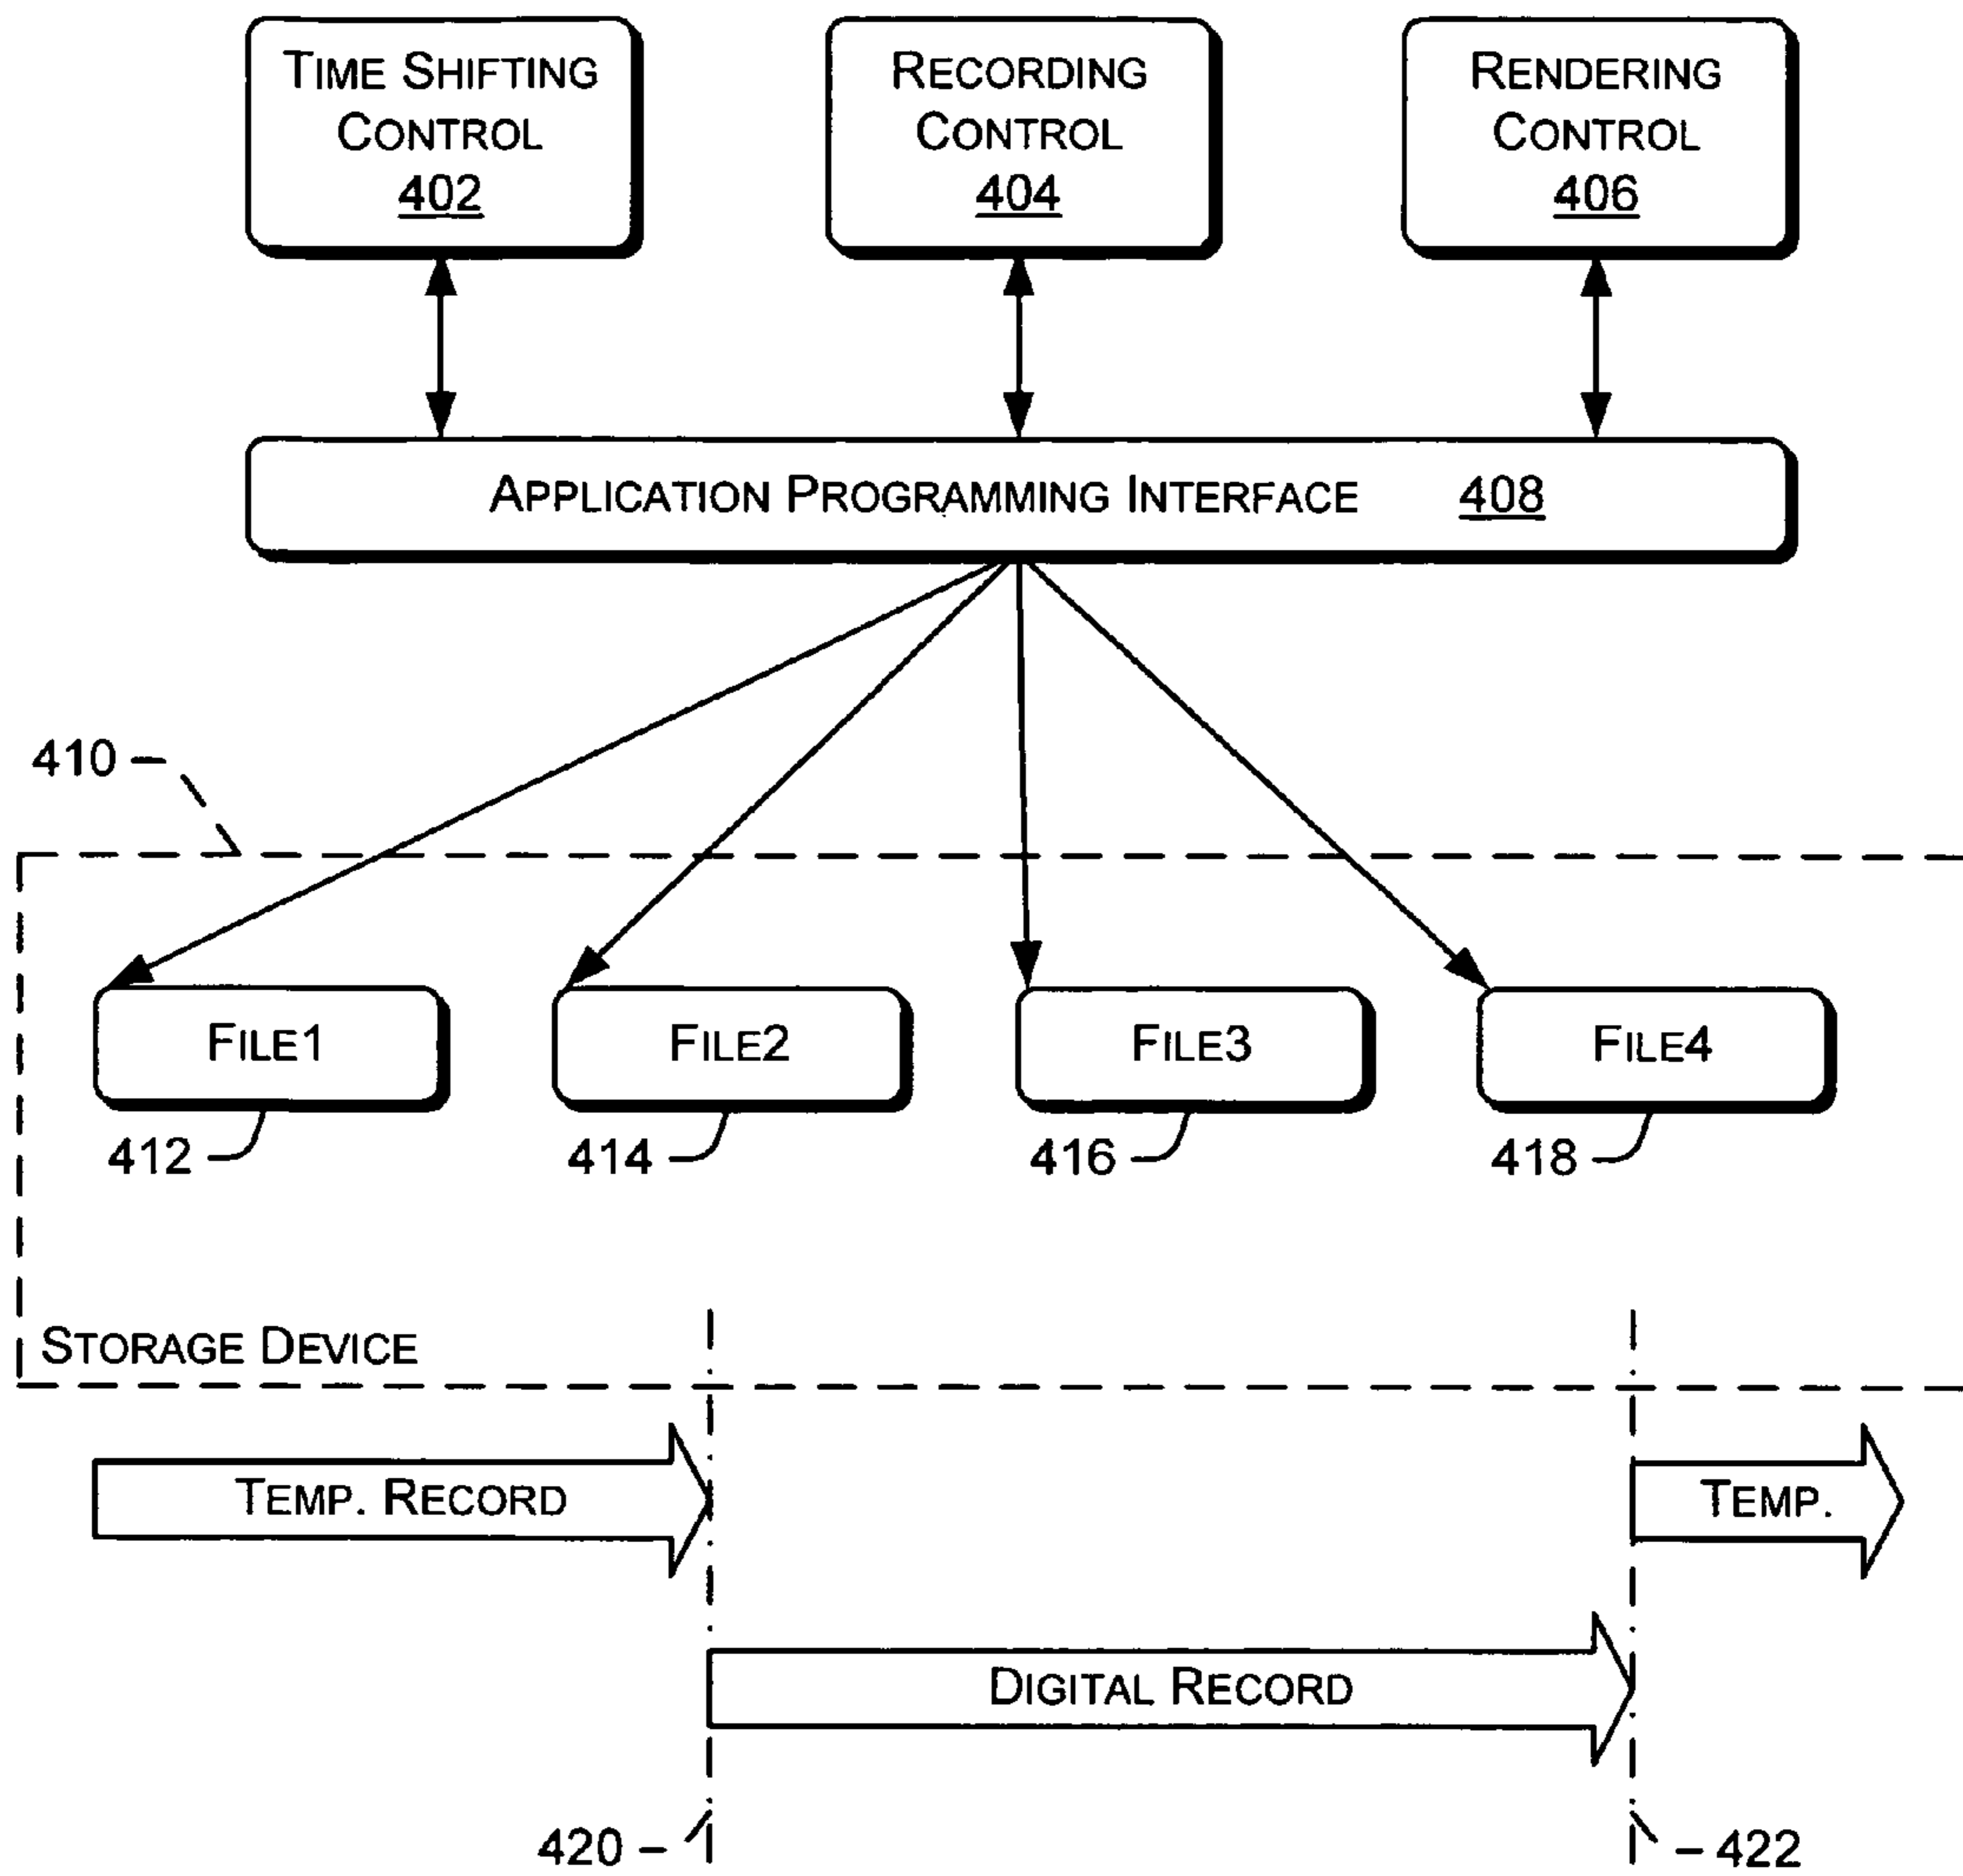 TIME SHIFTING
CONTROL
402
RECORDING
CONTROL
404
RENDERING
CONTROL
406
APPLICATION PROGRAMMING INTERFACE 408
410
FILE1
FILE2
FILE3
FILE4
412
414
416
418
STORAGE DEVICE
TEMP. RECORD
TEMP.
DIGITAL RECORD
420
422